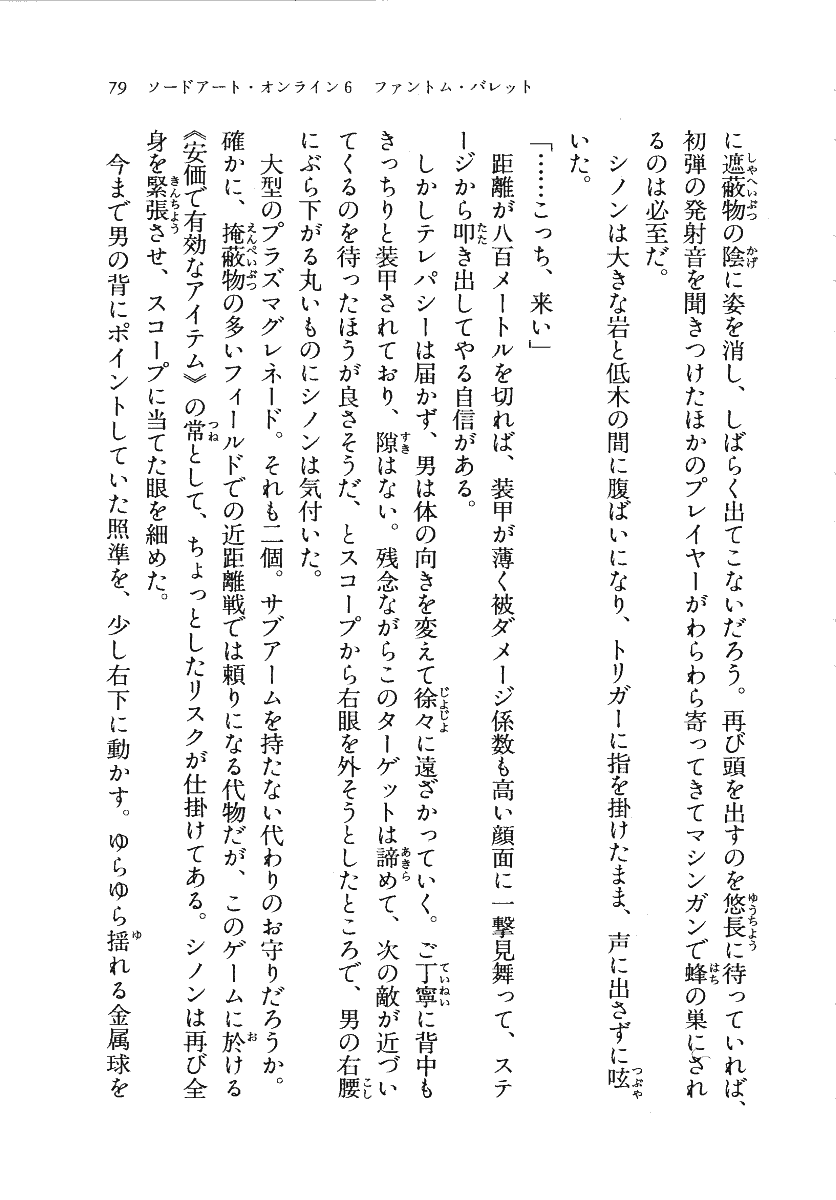 79　ソードアート・オンライン6　ファントム・バレット
に遮蔽物の陰に姿を消し、しばらく出てこないだろう。再び頭を出すのを悠長に待っていれば、
初弾の発射音を聞きつけたほかのプレイヤーがわらわら寄ってきてマシンガンで蜂の巣にされ
るのは必至だ。
　シノンは大きな岩と低木の間に腹ばいになり、トリガーに指を掛けたまま、声に出さずに呟
いた。
「……こっち、来い」
　距離が八百メートルを切れば、装甲が薄く被ダメージ係数も高い顔面に一撃見舞って、ステ
ージから叩き出してやる自信がある。
　しかしテレパシーは届かず、男は体の向きを変えて徐々に遠ざかっていく。ご丁寧に背中も
きっちりと装甲されており、隙はない。残念ながらこのターゲットは諦めて、次の敵が近づい
てくるのを待ったほうが良さそうだ、とスコープから右眼を外そうとしたところで、男の右腰
にぶら下がる丸いものにシノンは気付いた。
　大型のプラズマグレネード。それも二個。サブアームを持たない代わりのお守りだろうか。
確かに、掩蔽物の多いフィールドでの近距離戦では頼りになる代物だが、このゲームに於ける
《安価で有効なアイテム》の常として、ちょっとしたリスクが仕掛けてある。シノンは再び全
身を緊張させ、スコープに当てた眼を細めた。
　今まで男の背にポイントしていた照準を、少し右下に動かす。ゆらゆら揺れる金属球を